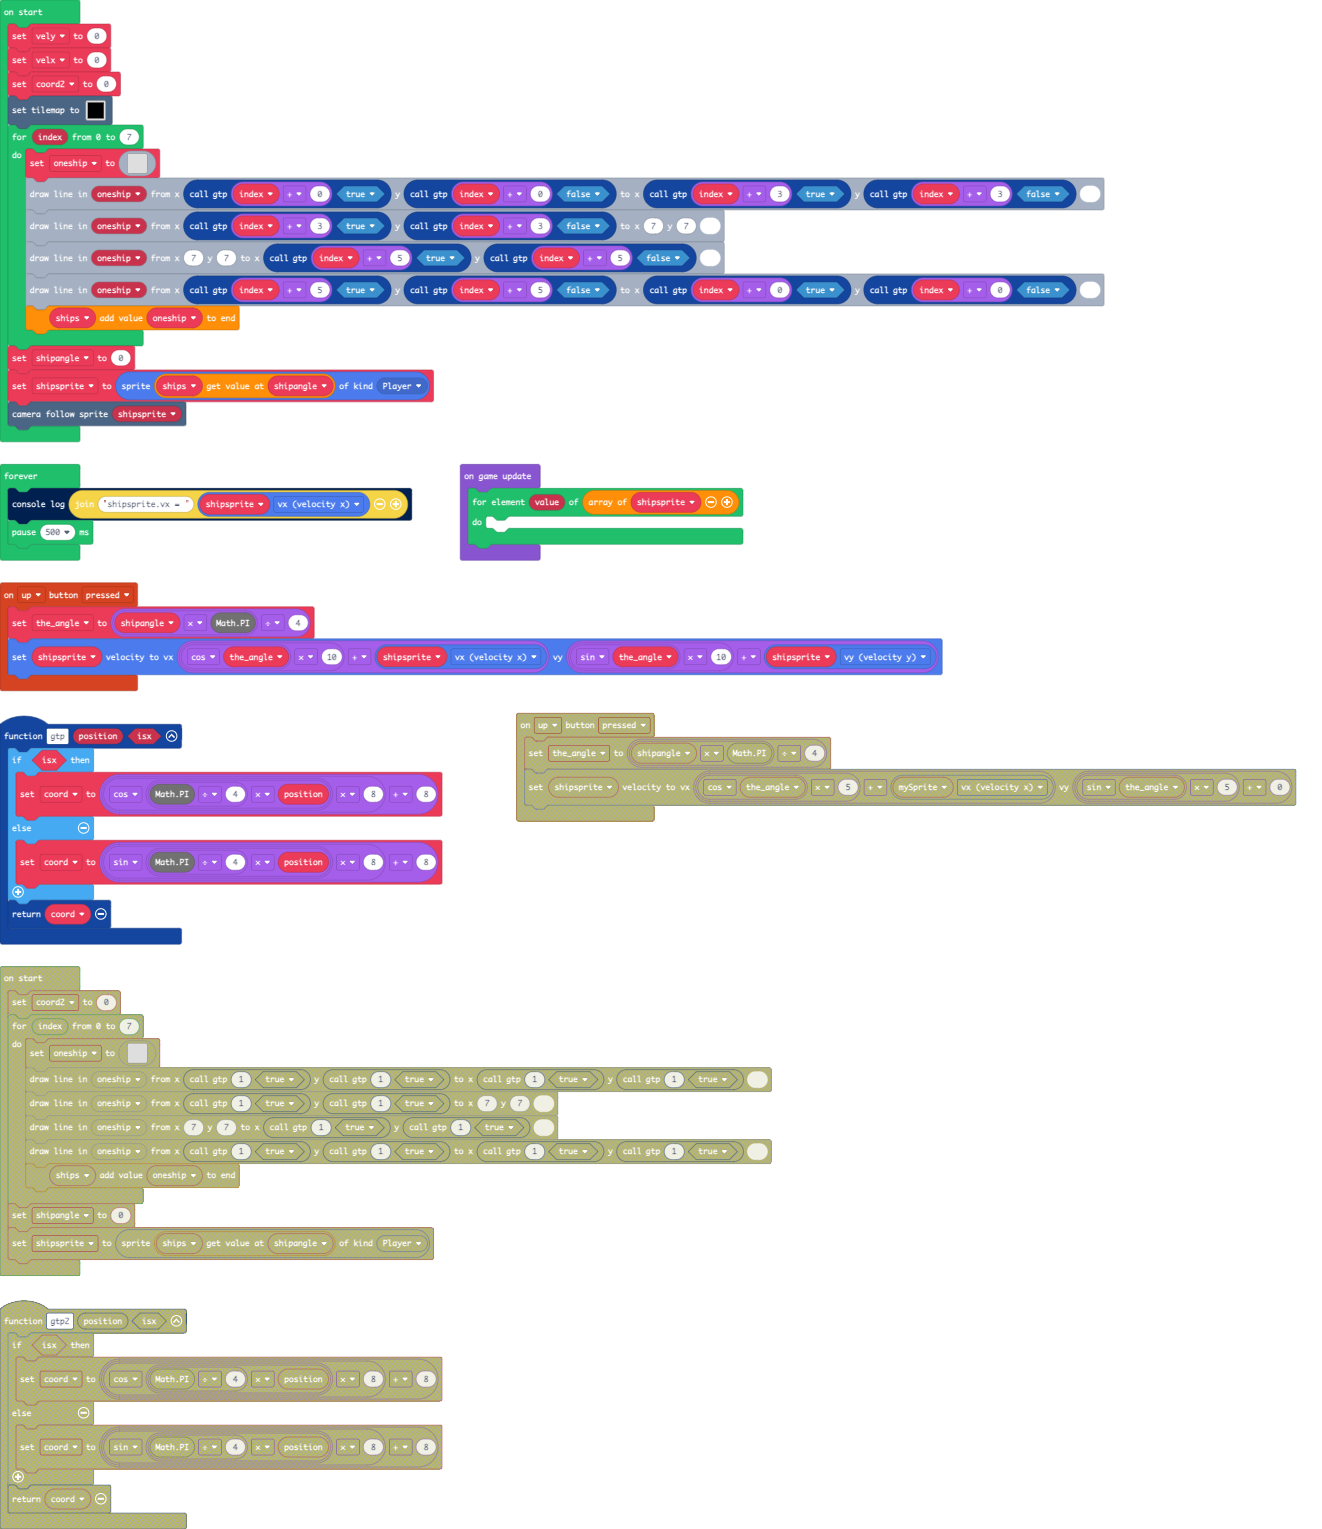 on start
set vely to 0
set velx to 0
set coord2 to 0
set tilemap to
for index from 0 to 7
do
set oneship to
draw line in oneship from x call gtp index + 0 true y call gtp index + 0 false to x call gtp index + 3 true y call gtp index + 3 false
draw line in oneship from x call gtp index + 3 true y call gtp index + 3 false to x 7 y 7
draw line in oneship from x 7 y 7 to x call gtp index + 5 true y call gtp index + 5 false
draw line in oneship from x call gtp index + 5 true y call gtp index + 5 false to x call gtp index + 0 true y call gtp index + 0 false
ships add value oneship to end
set shipangle to 0
set shipsprite to sprite ships get value at shipangle of kind Player
camera follow sprite shipsprite
forever
console log join "shipsprite.vx = " shipsprite vx (velocity x)
pause 500 ms
on game update
for element value of array of shipsprite
do
on up button pressed
set the_angle to shipangle × Math.PI ÷ 4
set shipsprite velocity to vx cos the_angle × 10 + shipsprite vx (velocity x) vy sin the_angle × 10 + shipsprite vy (velocity y)
function gtp position isx
if isx then
set coord to cos Math.PI ÷ 4 × position × 8 + 8
else
set coord to sin Math.PI ÷ 4 × position × 8 + 8
return coord
on up button pressed
set the_angle to shipangle × Math.PI ÷ 4
set shipsprite velocity to vx cos the_angle × 5 + mySprite vx (velocity x) vy sin the_angle × 5 + 0
on start
set coord2 to 0
for index from 0 to 7
do
set oneship to
draw line in oneship from x call gtp 1 true y call gtp 1 true to x call gtp 1 true y call gtp 1 true
draw line in oneship from x call gtp 1 true y call gtp 1 true to x 7 y 7
draw line in oneship from x 7 y 7 to x call gtp 1 true y call gtp 1 true
draw line in oneship from x call gtp 1 true y call gtp 1 true to x call gtp 1 true y call gtp 1 true
ships add value oneship to end
set shipangle to 0
set shipsprite to sprite ships get value at shipangle of kind Player
function gtp2 position isx
if isx then
set coord to cos Math.PI ÷ 4 × position × 8 + 8
else
set coord to sin Math.PI ÷ 4 × position × 8 + 8
return coord